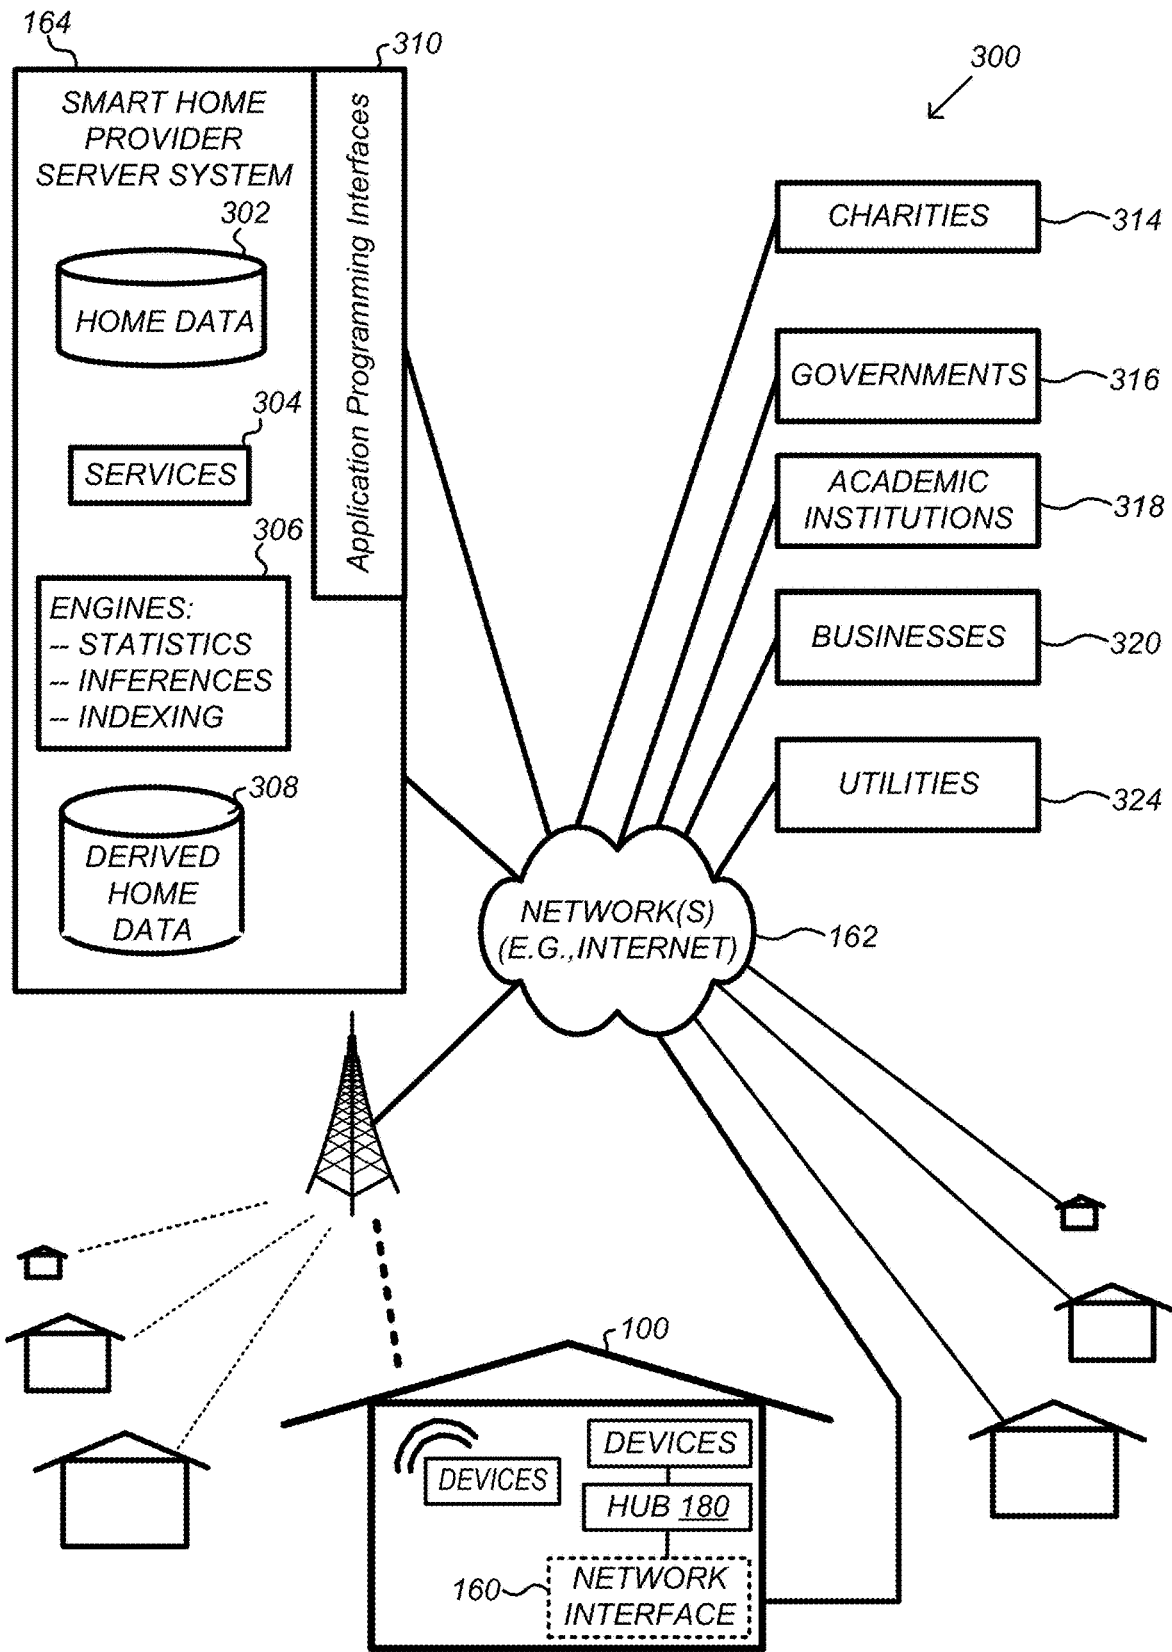 164
310
300
SMART HOME
PROVIDER
SERVER SYSTEM
Application Programming Interfaces
302
HOME DATA
304
SERVICES
306
ENGINES:
-- STATISTICS
-- INFERENCES
-- INDEXING
308
DERIVED
HOME
DATA
CHARITIES
314
GOVERNMENTS
316
ACADEMIC
INSTITUTIONS
318
BUSINESSES
320
UTILITIES
324
NETWORK(S)
(E.G.,INTERNET)
162
100
DEVICES
DEVICES
HUB 180
160
NETWORK
INTERFACE